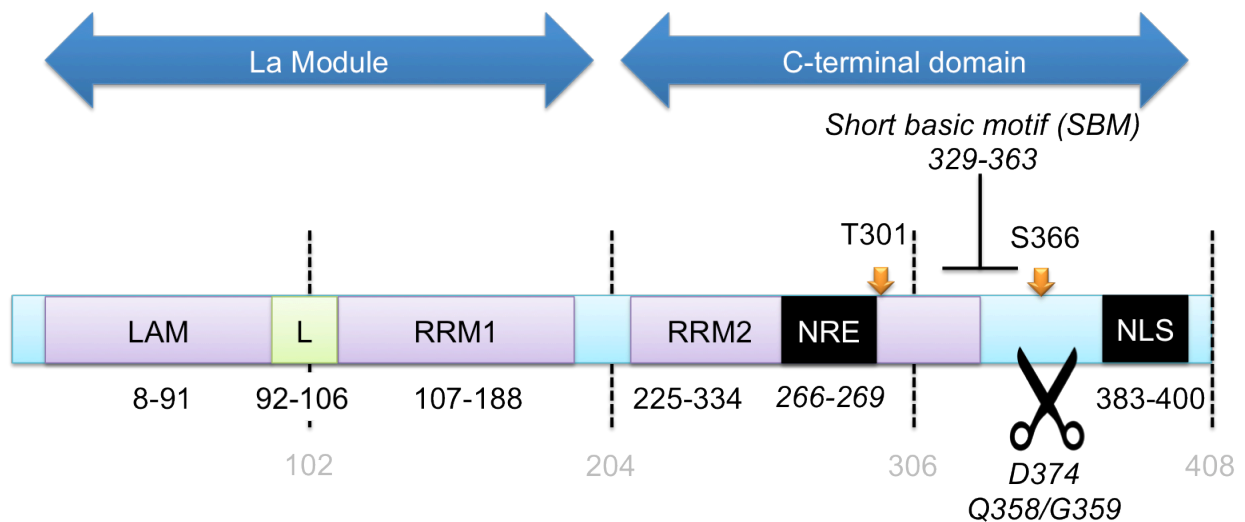 La Module
C-terminal domain
Short basic motif (SBM)
329-363
T301
S366
LAM
L
RRM1
RRM2
NRE
NLS
8-91
92-106
107-188
225-334
266-269
383-400
102
204
306
408
D374
Q358/G359